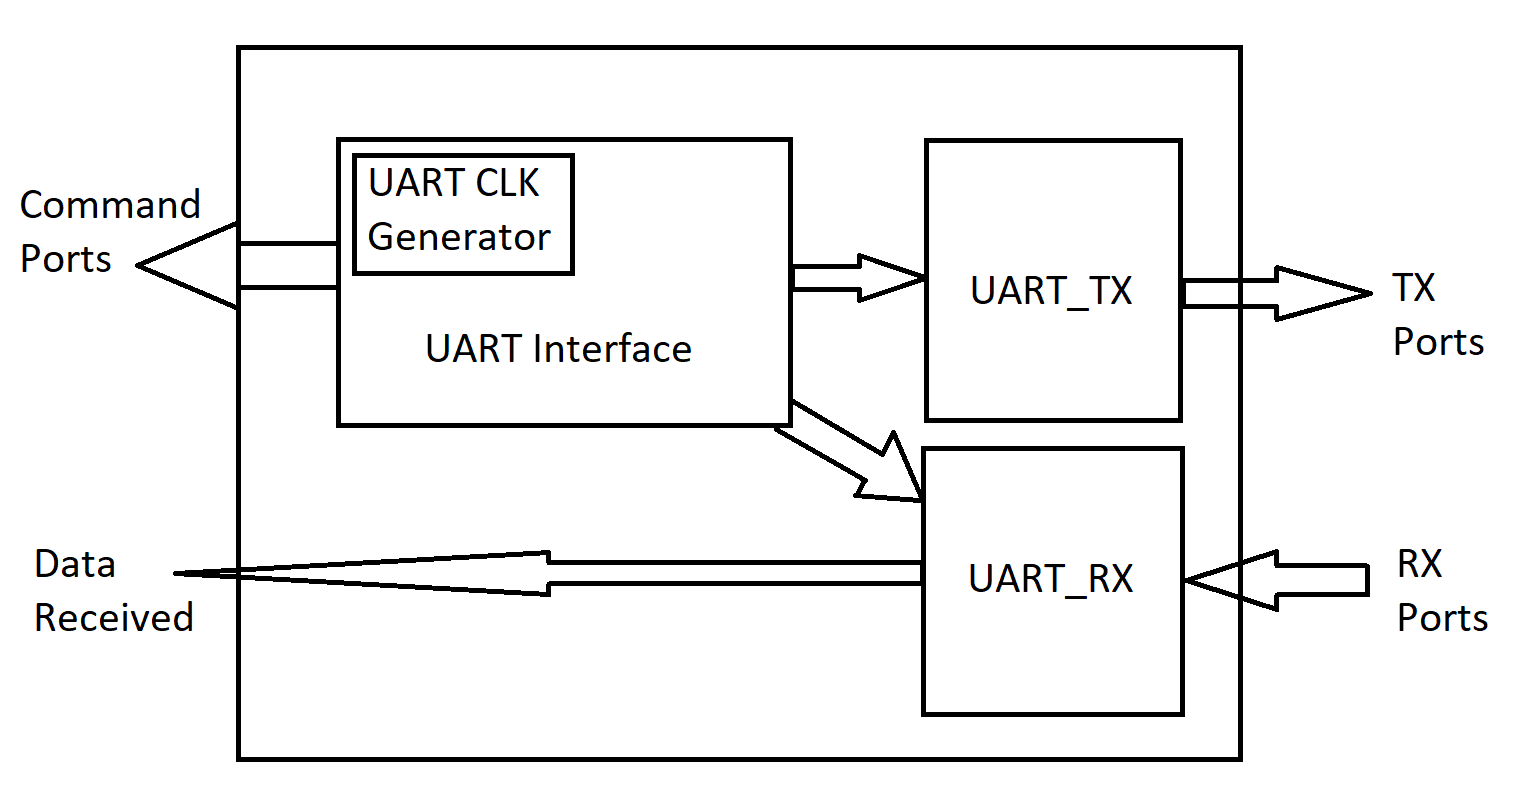 Command
Ports
UART CLK
Generator
UART Interface
UART_TX
TX
Ports
Data
Received
UART_RX
RX
Ports